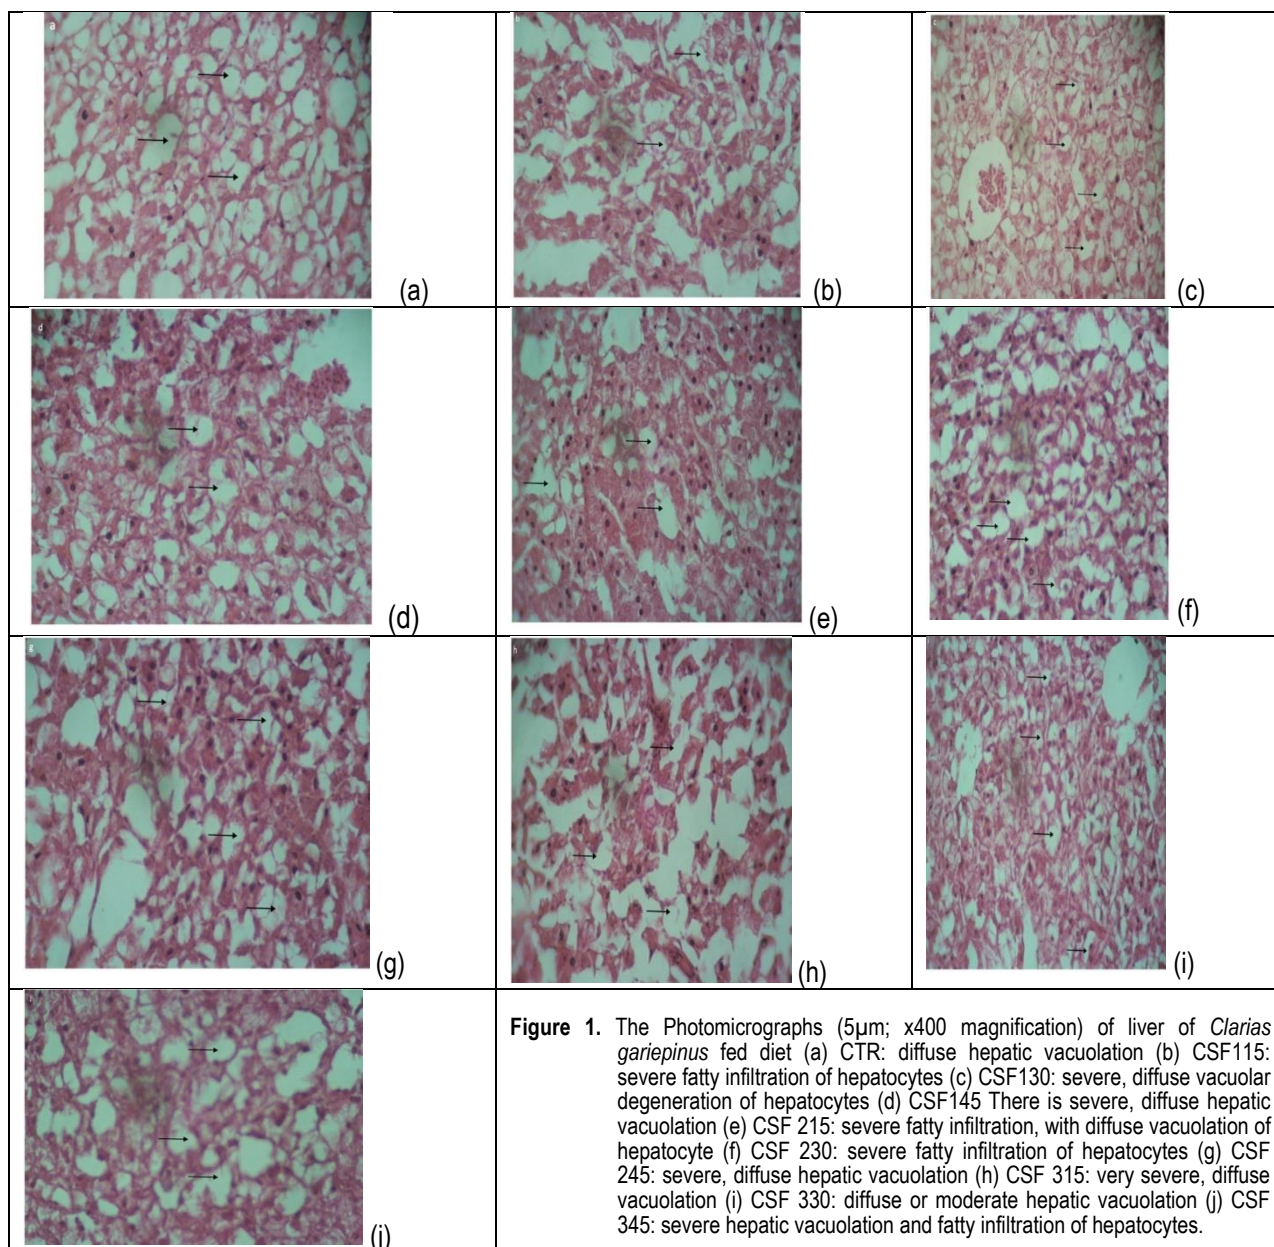 a
b
c
(a)
(b)
(c)
d
(d)
(e)
(f)
g
h
(g)
(h)
(i)
(j)
Figure 1. The Photomicrographs (5µm; x400 magnification) of liver of Clarias
gariepinus fed diet (a) CTR: diffuse hepatic vacuolation (b) CSF115:
severe fatty infiltration of hepatocytes (c) CSF130: severe, diffuse vacuolar
degeneration of hepatocytes (d) CSF145 There is severe, diffuse hepatic
vacuolation (e) CSF 215: severe fatty infiltration, with diffuse vacuolation of
hepatocyte (f) CSF 230: severe fatty infiltration of hepatocytes (g) CSF
245: severe, diffuse hepatic vacuolation (h) CSF 315: very severe, diffuse
vacuolation (i) CSF 330: diffuse or moderate hepatic vacuolation (j) CSF
345: severe hepatic vacuolation and fatty infiltration of hepatocytes.